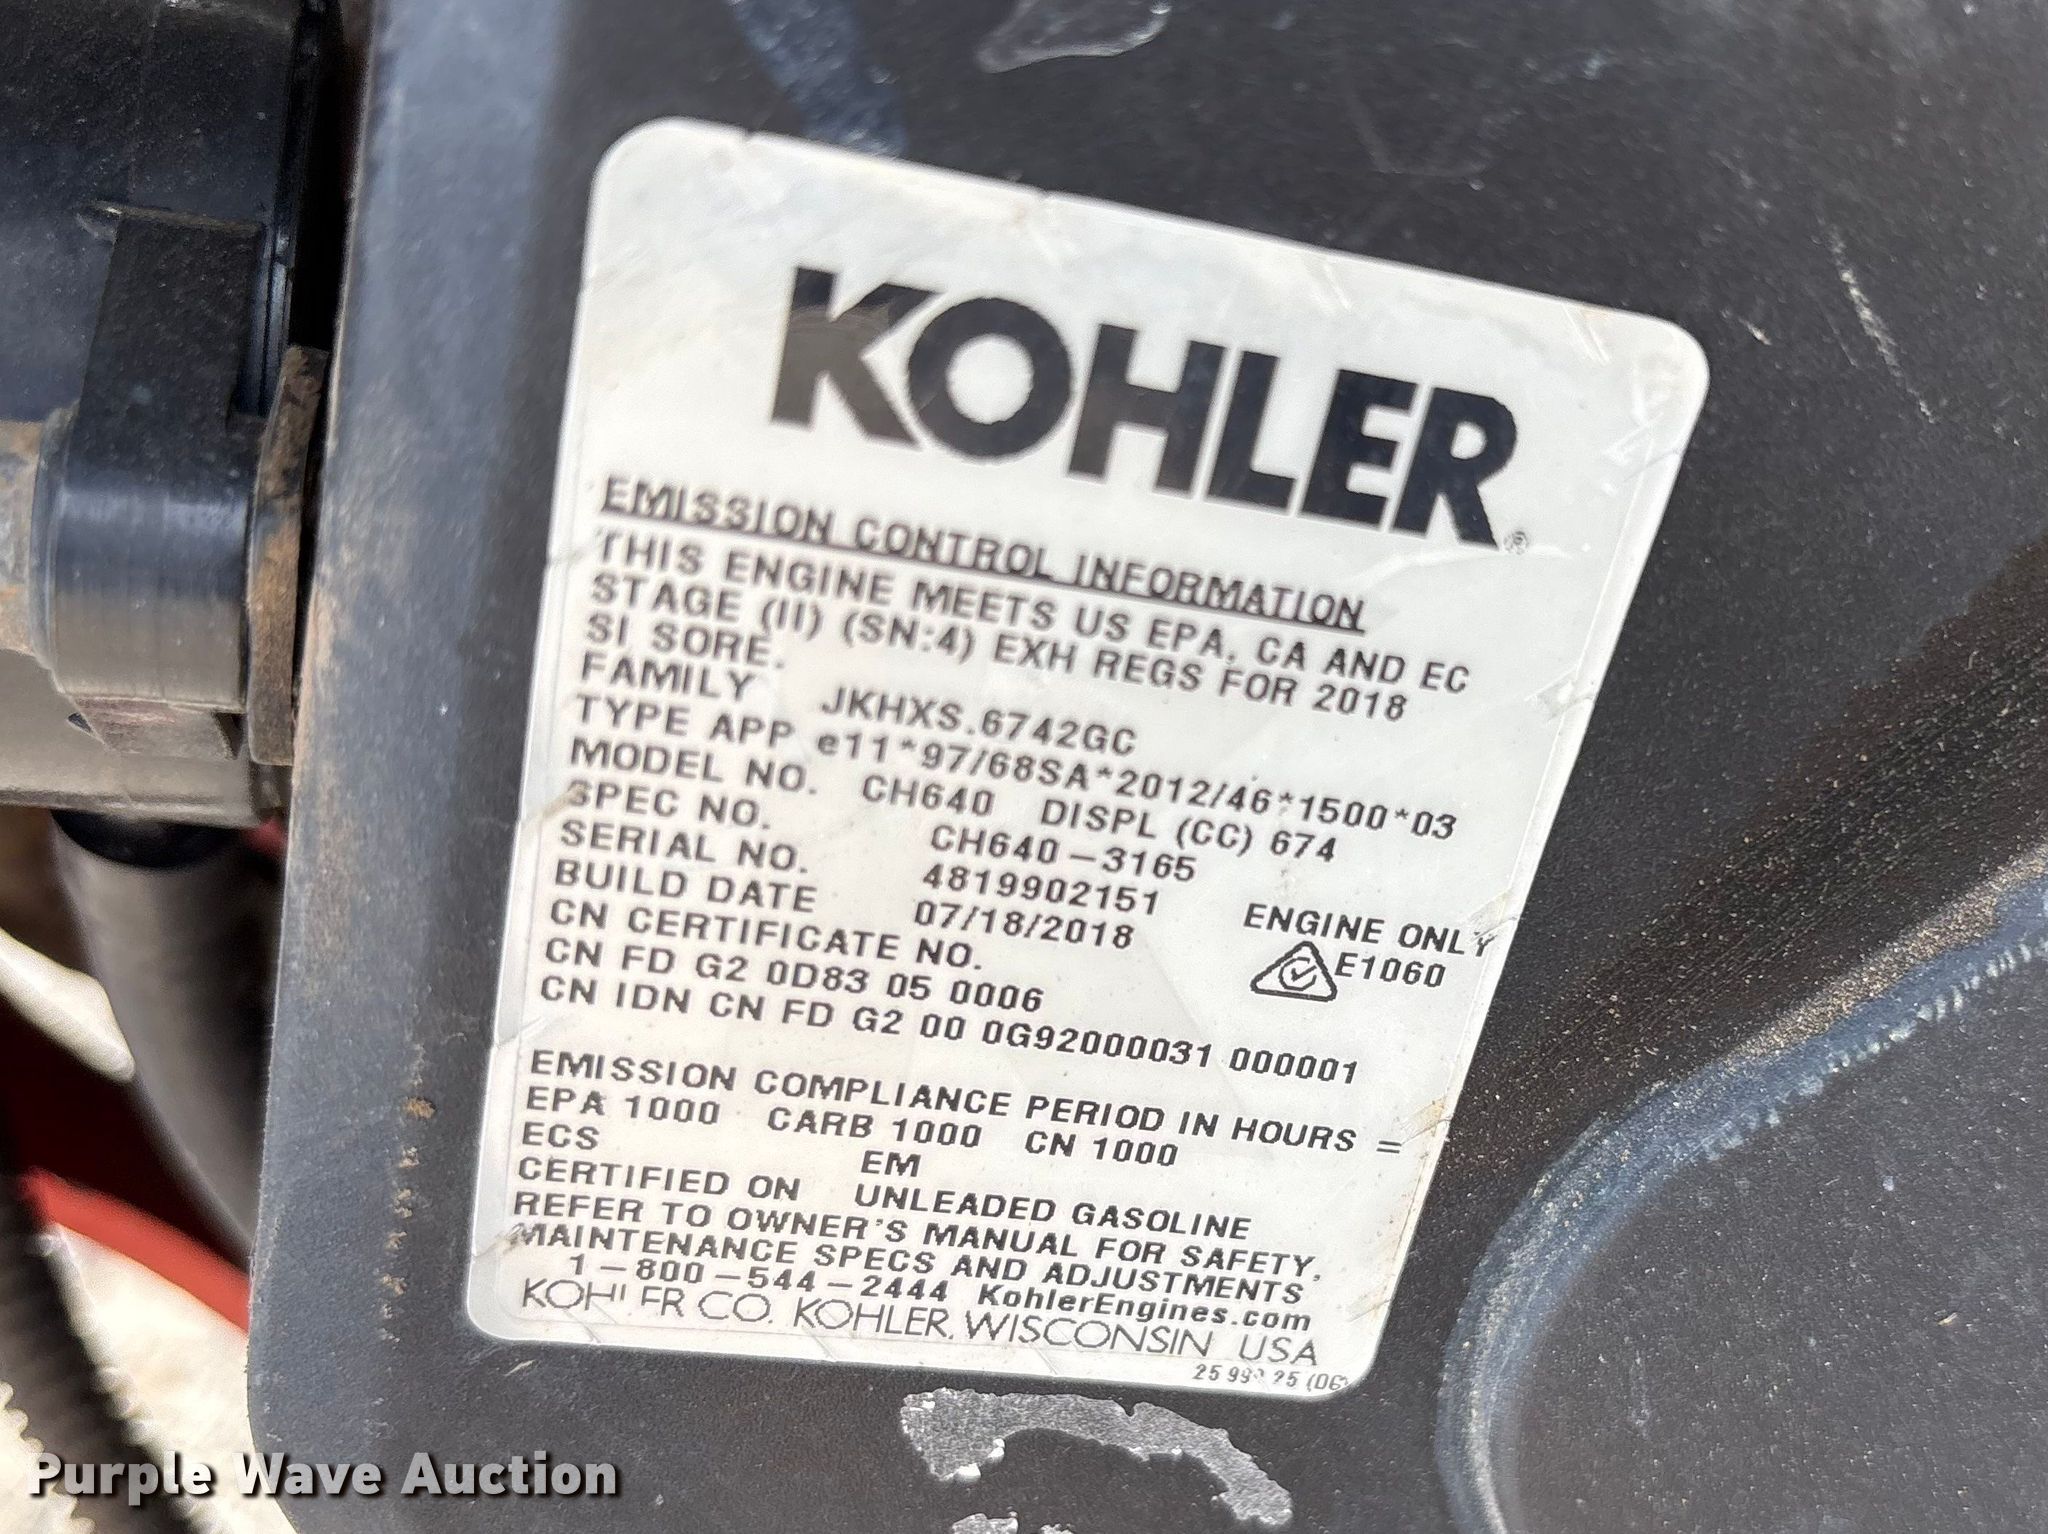 KOHLER®
EMISSION CONTROL INFORMATION
THIS ENGINE MEETS US EPA, CA AND EC
STAGE (II) (SN:4) EXH REGS FOR 2018
SI SORE.
FAMILY JKHXS.6742GC
TYPE APP e11*97/68SA*2012/46*1500*03
MODEL NO. CH640 DISPL (CC) 674
SPEC NO. CH640-3165
SERIAL NO. 4819902151
BUILD DATE 07/18/2018 ENGINE ONLY
CN CERTIFICATE NO. E1060
CN FD G2 0D83 05 0006
CN IDN CN FD G2 00 0G92000031 000001
EMISSION COMPLIANCE PERIOD IN HOURS =
EPA 1000 CARB 1000 CN 1000
ECS EM
CERTIFIED ON UNLEADED GASOLINE
REFER TO OWNER'S MANUAL FOR SAFETY,
MAINTENANCE SPECS AND ADJUSTMENTS
1-800-544-2444 KohlerEngines.com
KOHLER CO. KOHLER, WISCONSIN USA
25 (06)
Purple Wave Auction